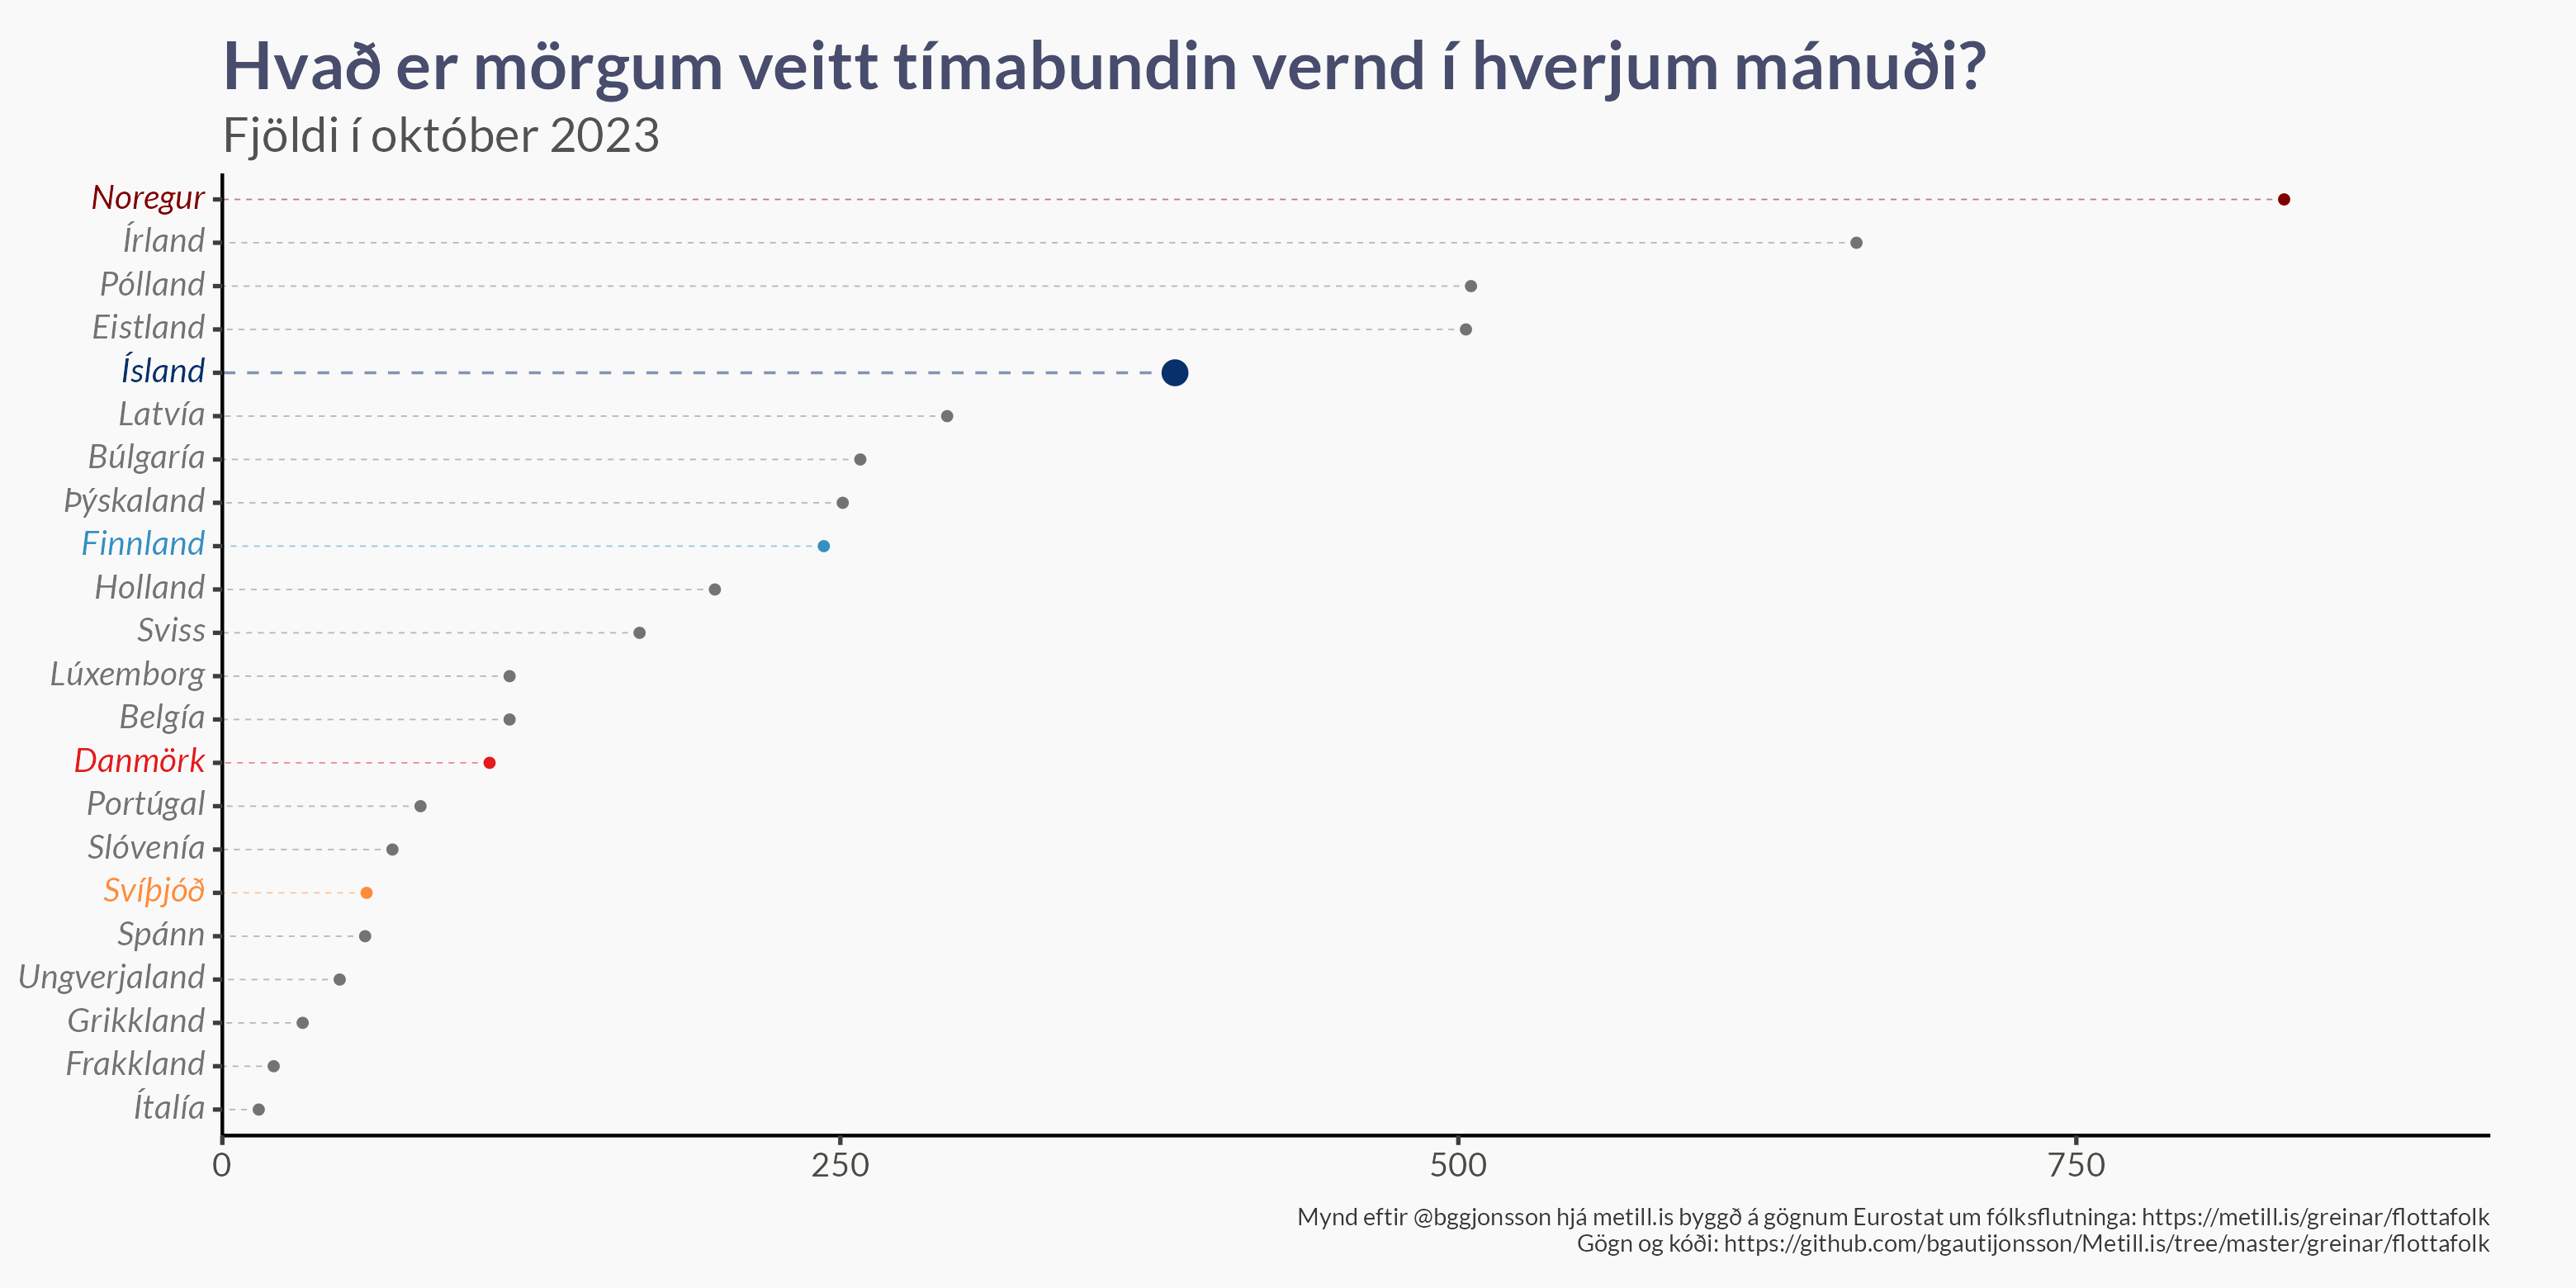 Hvað er mörgum veitt tímabundin vernd í hverjum mánuði?
Fjöldi í október 2023
Noregur
Írland
Pólland
Eistland
Ísland
Latvía
Búlgaría
Þýskaland
Finnland
Holland
Sviss
Lúxemborg
Belgía
Danmörk
Portúgal
Slóvenía
Svíþjóð
Spánn
Ungverjaland
Grikkland
Frakkland
Ítalía
0 250 500 750
Mynd eftir @bggjonsson hjá metill.is byggð á gögnum Eurostat um fólksflutninga: https://metill.is/greinar/flottafolk
Gögn og kóði: https://github.com/bgautijonsson/Metill.is/tree/master/greinar/flottafolk